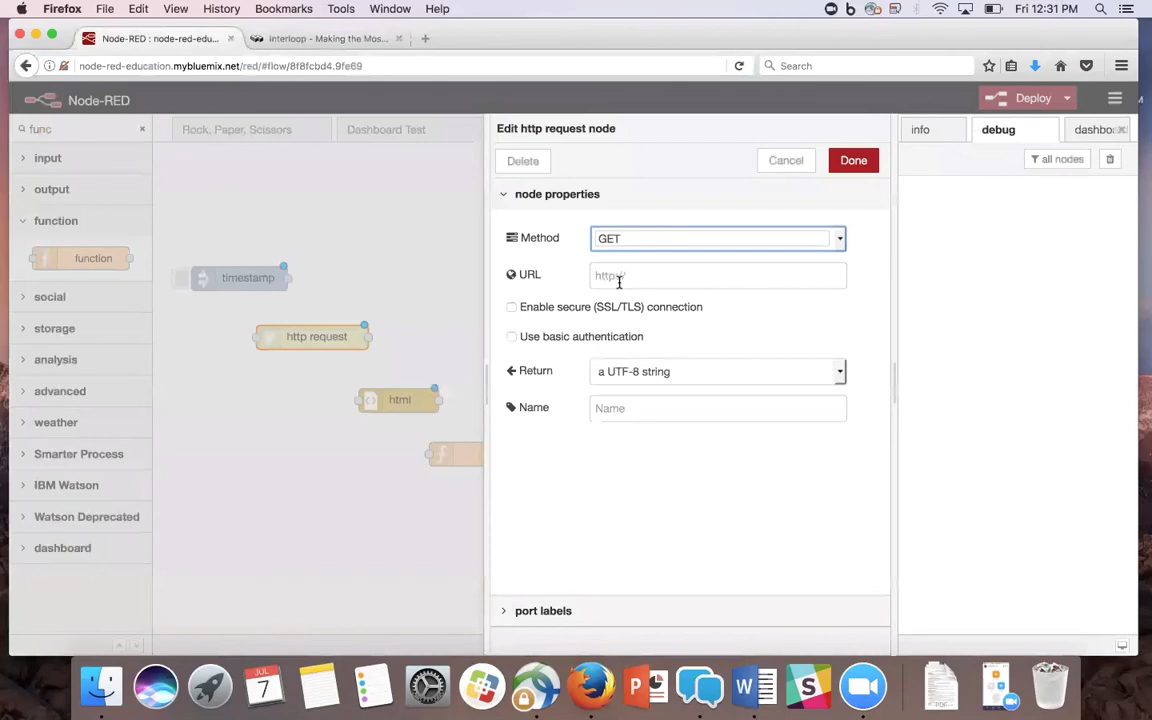 Firefox File Edit View History Bookmarks Tools Window Help Fri 12:31 PM
Node-RED : node-red-edu... interloop - Making the Mos...
node-red-education.mybluemix.net/red/#flow/8f8fcbd4.9fe69 Search
Node-RED Deploy
func Rock, Paper, Scissors Dashboard Test Edit http request node info debug dashbo
Delete Cancel Done all nodes
input
output
function
function
social
storage
analysis
advanced
weather
Smarter Process
IBM Watson
Watson Deprecated
dashboard
timestamp
http request
html
node properties
Method GET
URL http://
Enable secure (SSL/TLS) connection
Use basic authentication
Return a UTF-8 string
Name Name
port labels
JUL
7